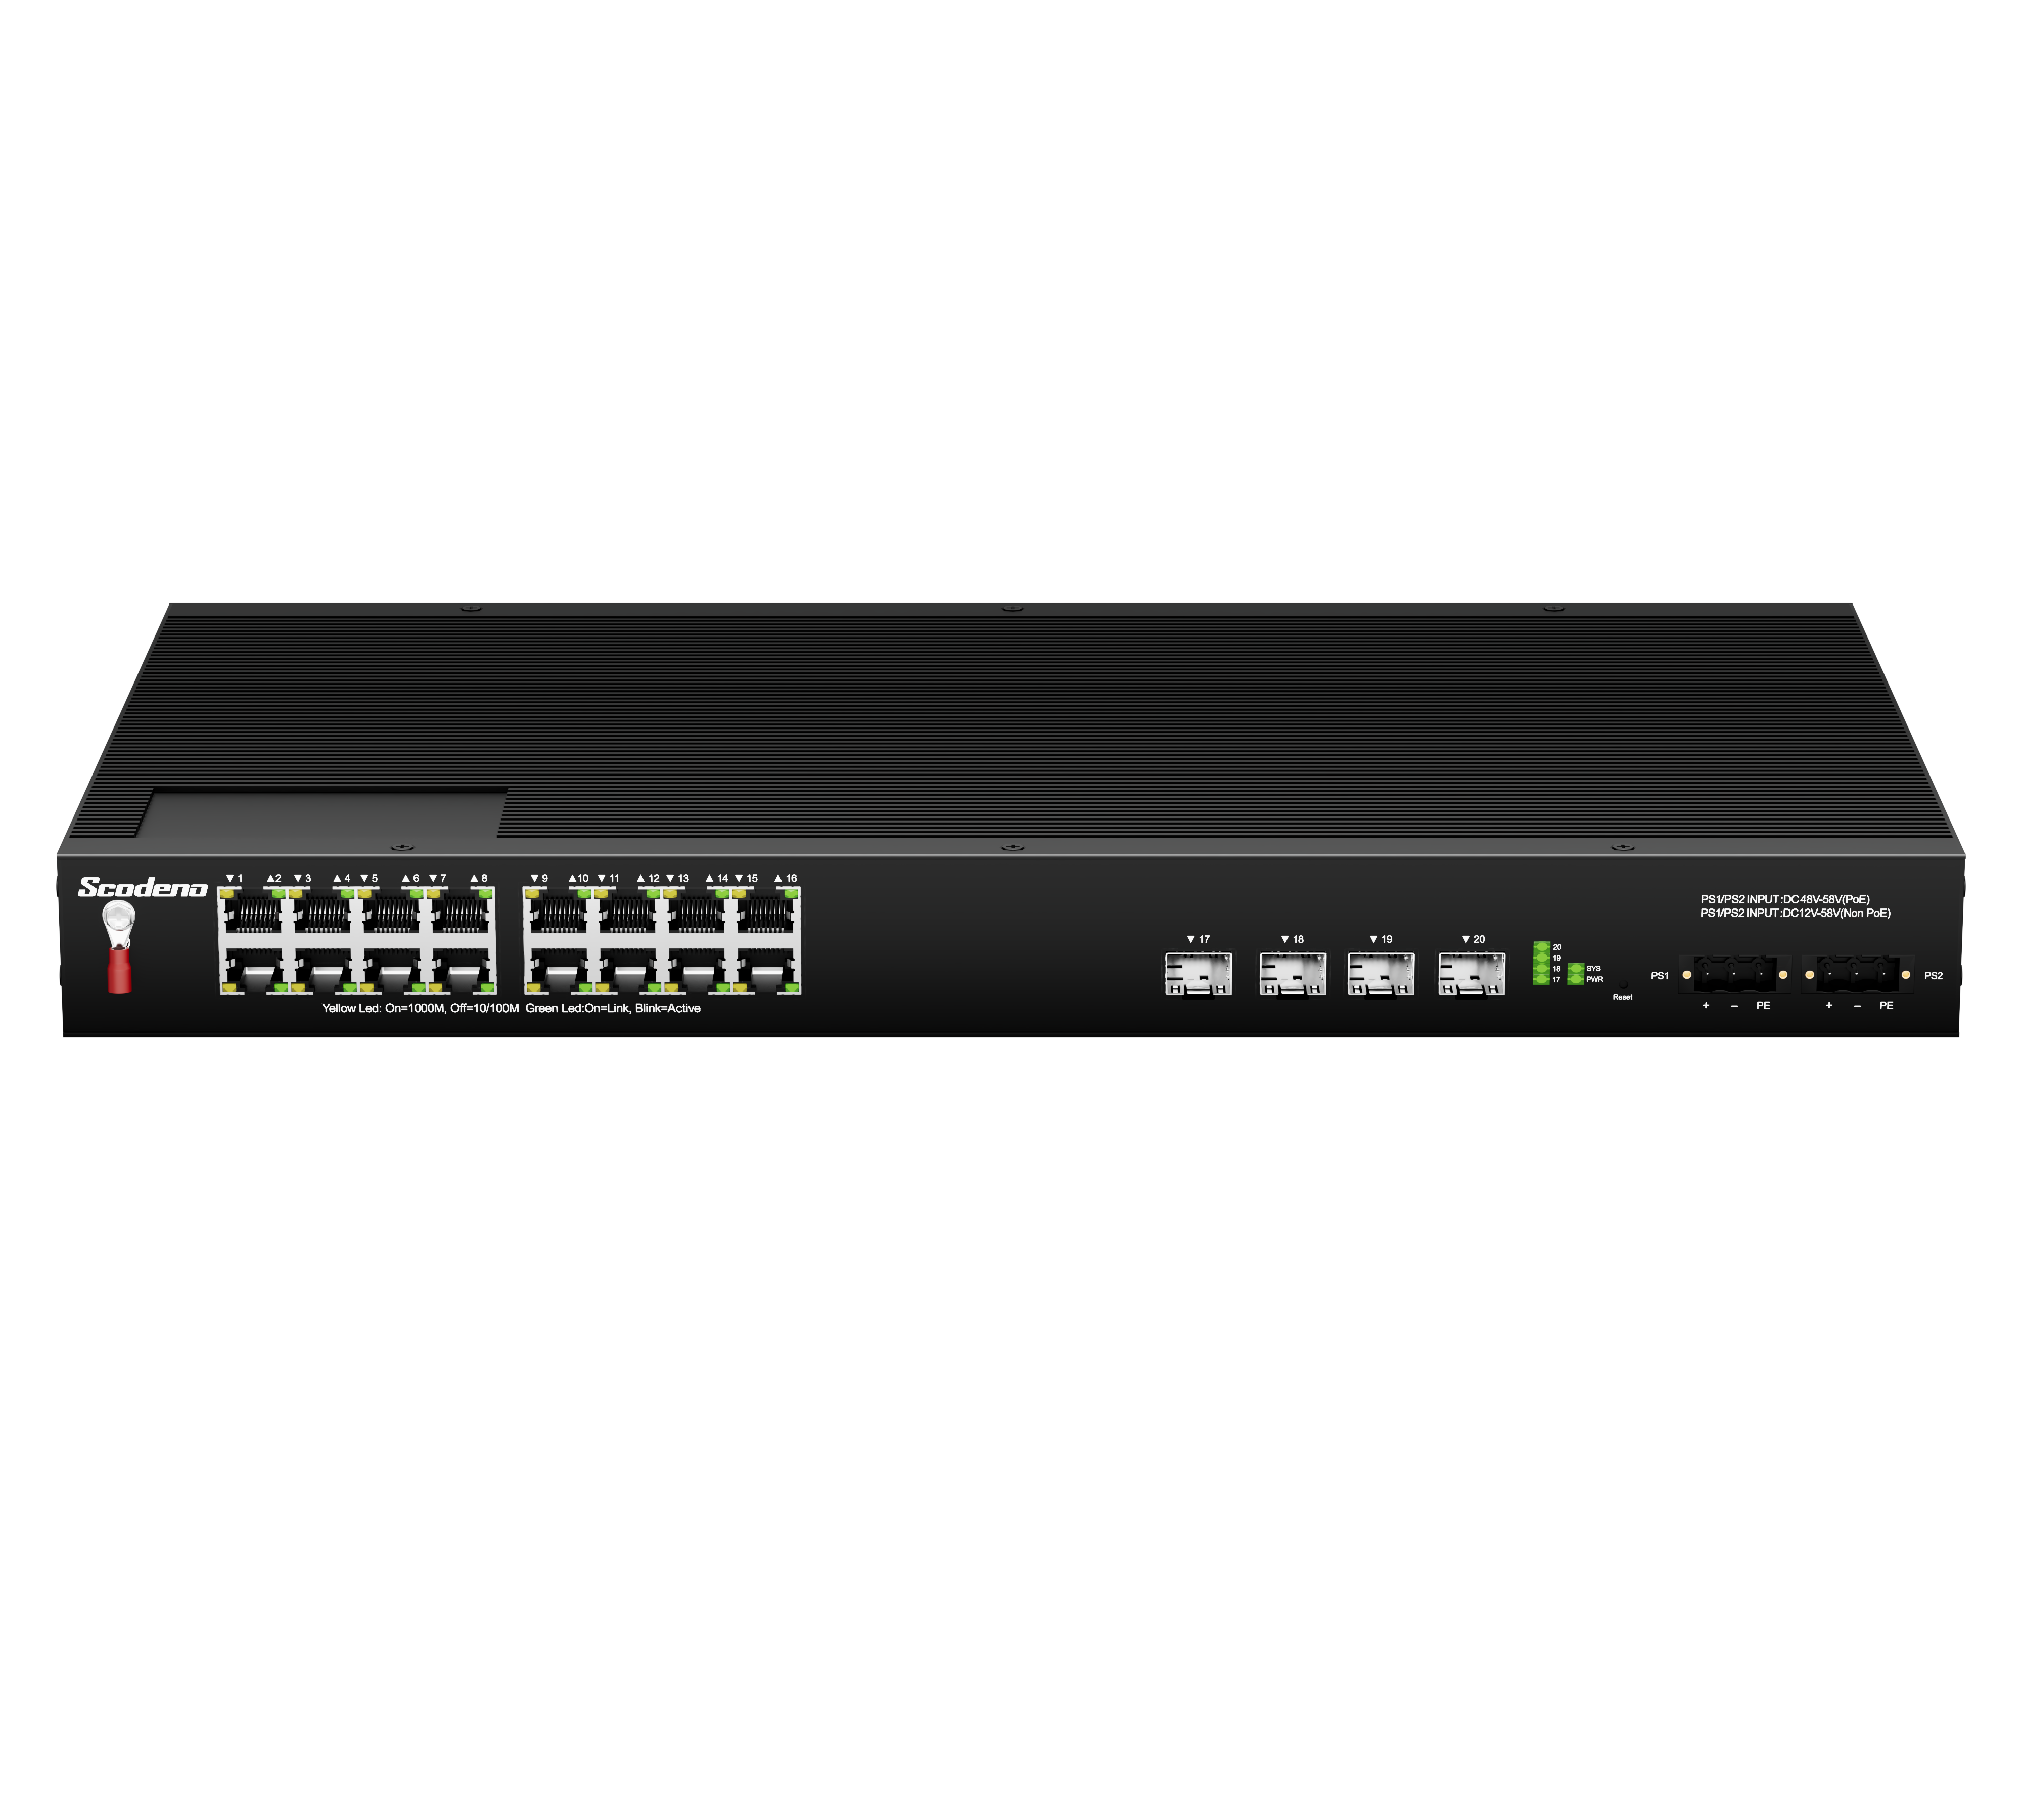 Scodeno
▼ 1 ▲2 ▼ 3 ▲ 4 ▼ 5 ▲ 6 ▼ 7 ▲ 8 ▼ 9 ▲10 ▼ 11 ▲ 12 ▼ 13 ▲ 14 ▼ 15 ▲ 16
Yellow Led: On=1000M, Off=10/100M Green Led:On=Link, Blink=Active
▼ 17 ▼ 18 ▼ 19 ▼ 20
20
19
18 SYS
17 PWR
Reset
PS1/PS2 INPUT:DC48V-58V(PoE)
PS1/PS2 INPUT:DC12V-58V(Non PoE)
PS1 PS2
+ – PE + – PE